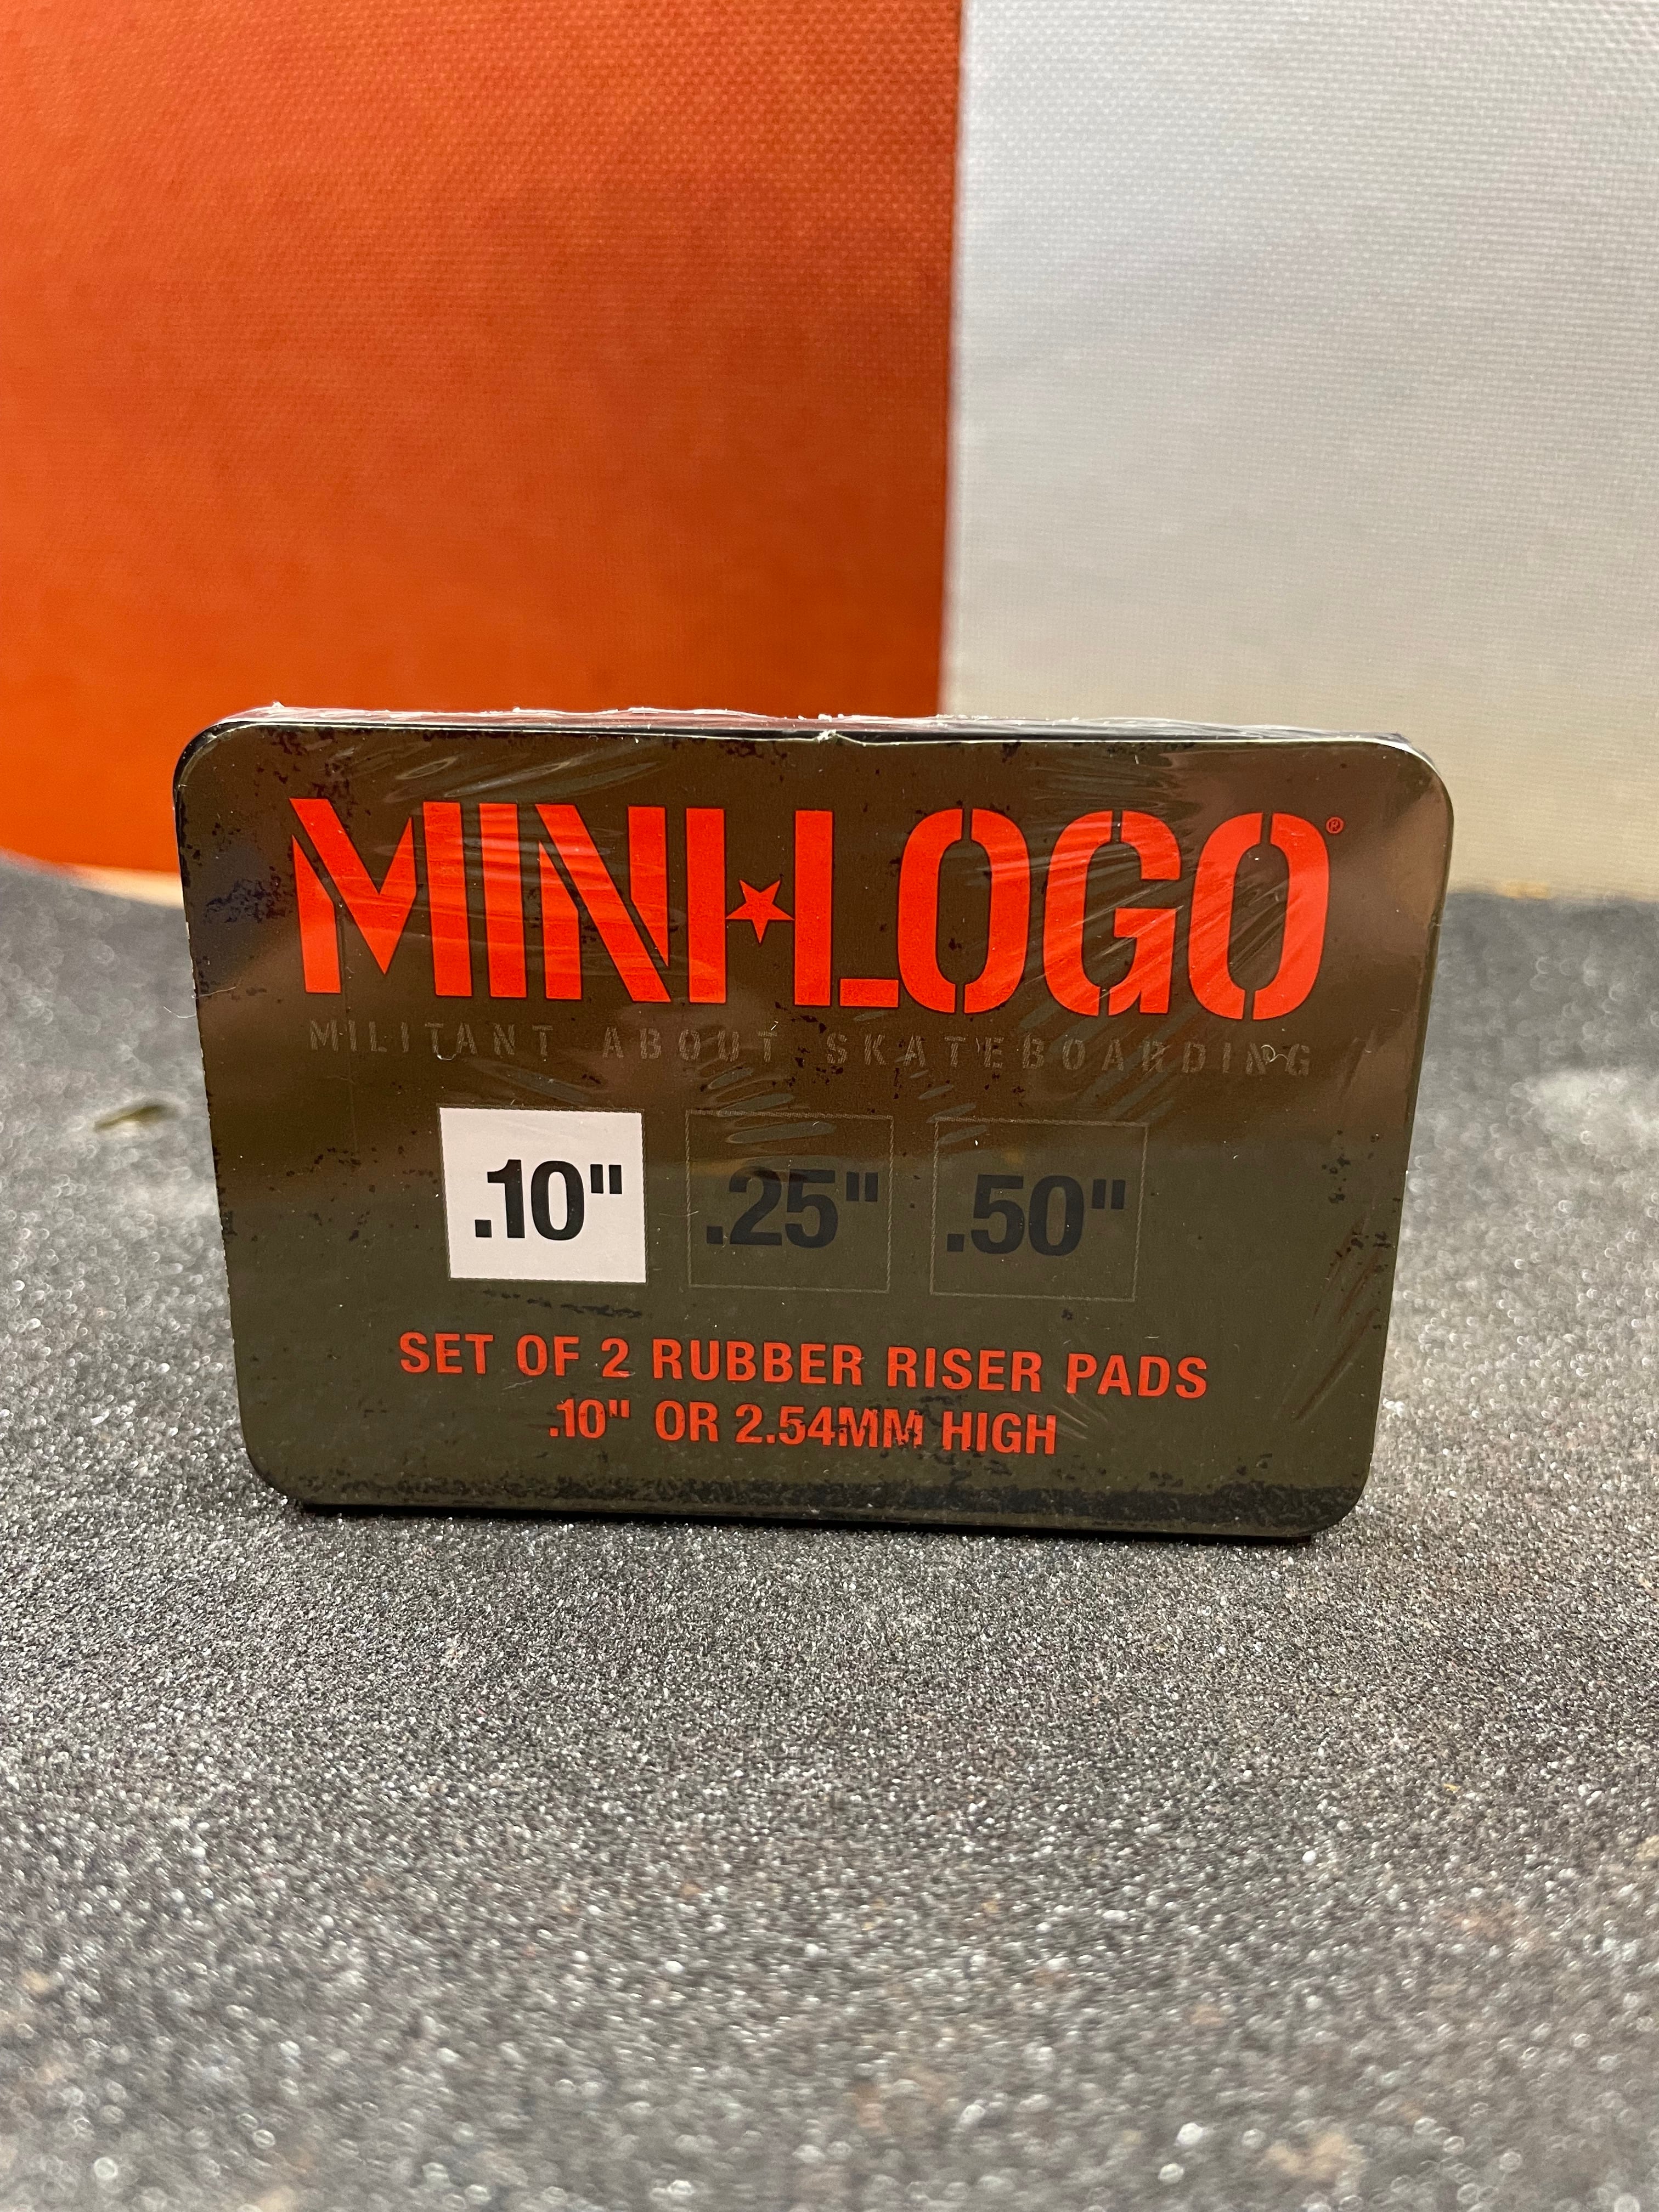 MINI★LOGO®
MILITANT ABOUT SKATEBOARDING
.10" .25" .50"
SET OF 2 RUBBER RISER PADS
.10" OR 2.54MM HIGH